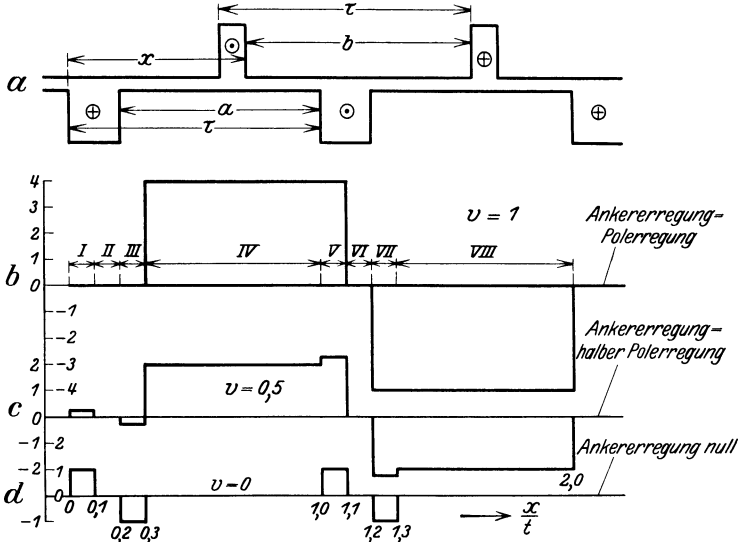 τ
b
x
a
a
τ
4
3
2
1
0
b
I II III IV V VI VII VIII
υ = 1
Ankererregung=
Polerregung
−1
−2
−3
−4
2
1
0
−1
−2
c
υ = 0,5
Ankererregung=
halber Polerregung
2
1
0
−1
d
υ = 0
Ankererregung null
0 0,1 0,2 0,3 1,0 1,1 1,2 1,3 2,0
x/t